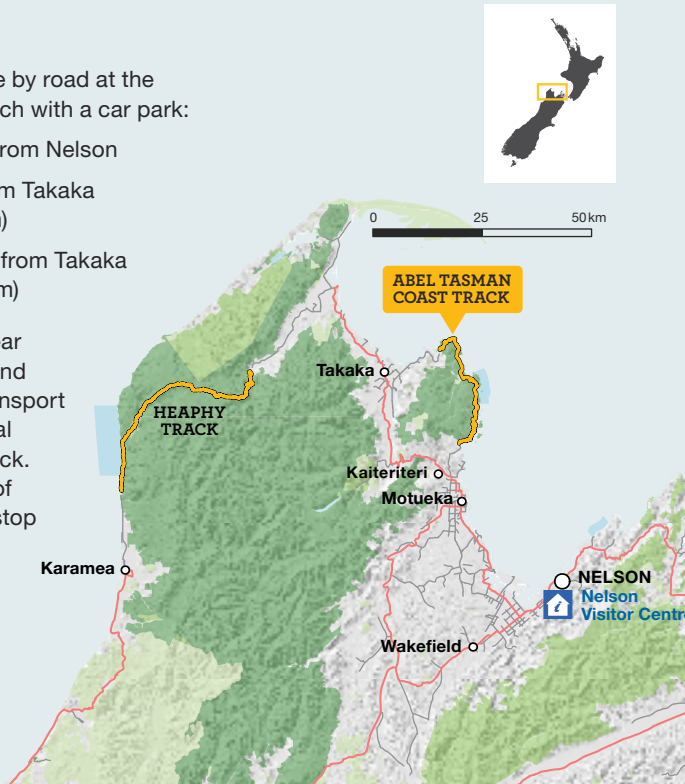 e by road at the
ch with a car park:
rom Nelson
m Takaka
)
from Takaka
m)
ear
nd
nsport
al
ck.
of
stop
0 25 50 km
ABEL TASMAN
COAST TRACK
Takaka
HEAPHY
TRACK
Kaiteriteri
Motueka
Karamea
NELSON
i
Nelson
Visitor Centr
Wakefield